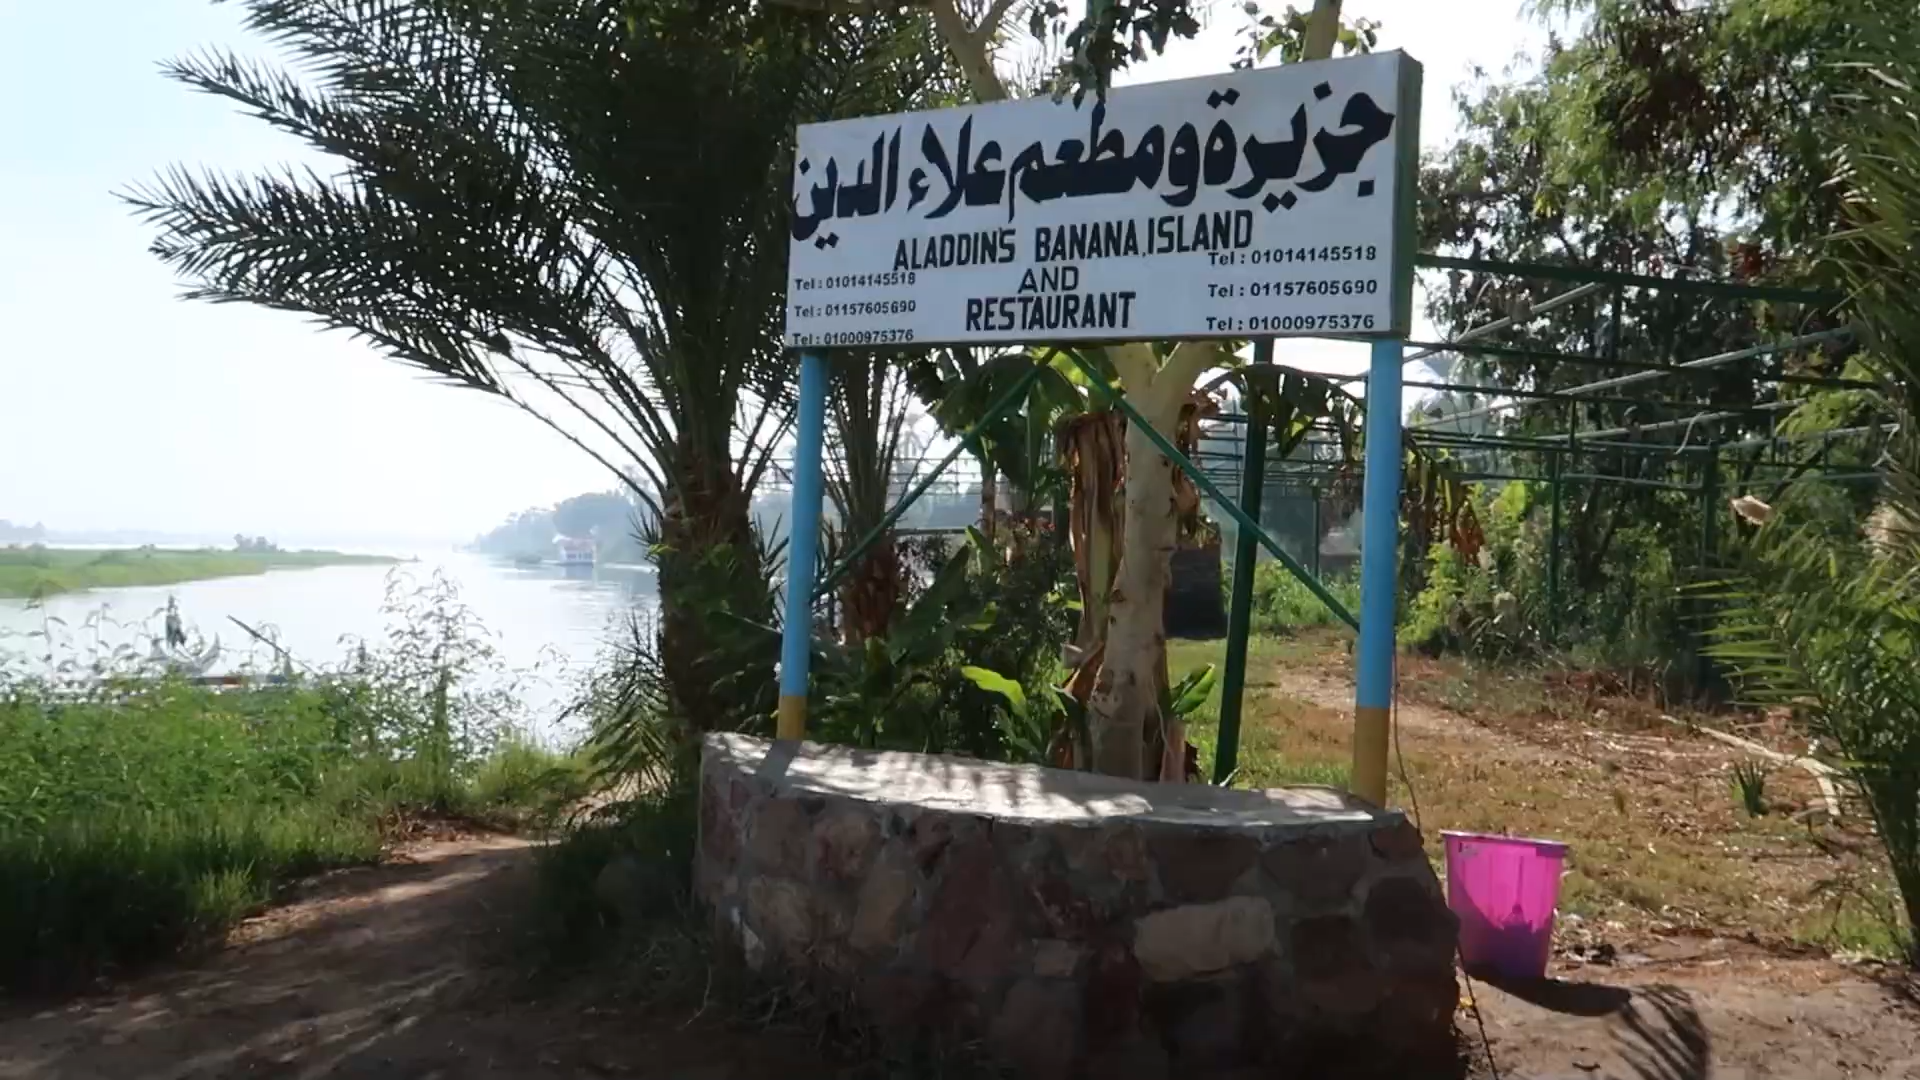 جزيرة ومطعم علاء الدين
ALADDIN'S BANANA.ISLAND
AND
RESTAURANT
Tel : 01014145518
Tel : 01157605690
Tel : 01000975376
Tel : 01014145518
Tel : 01157605690
Tel : 01000975376